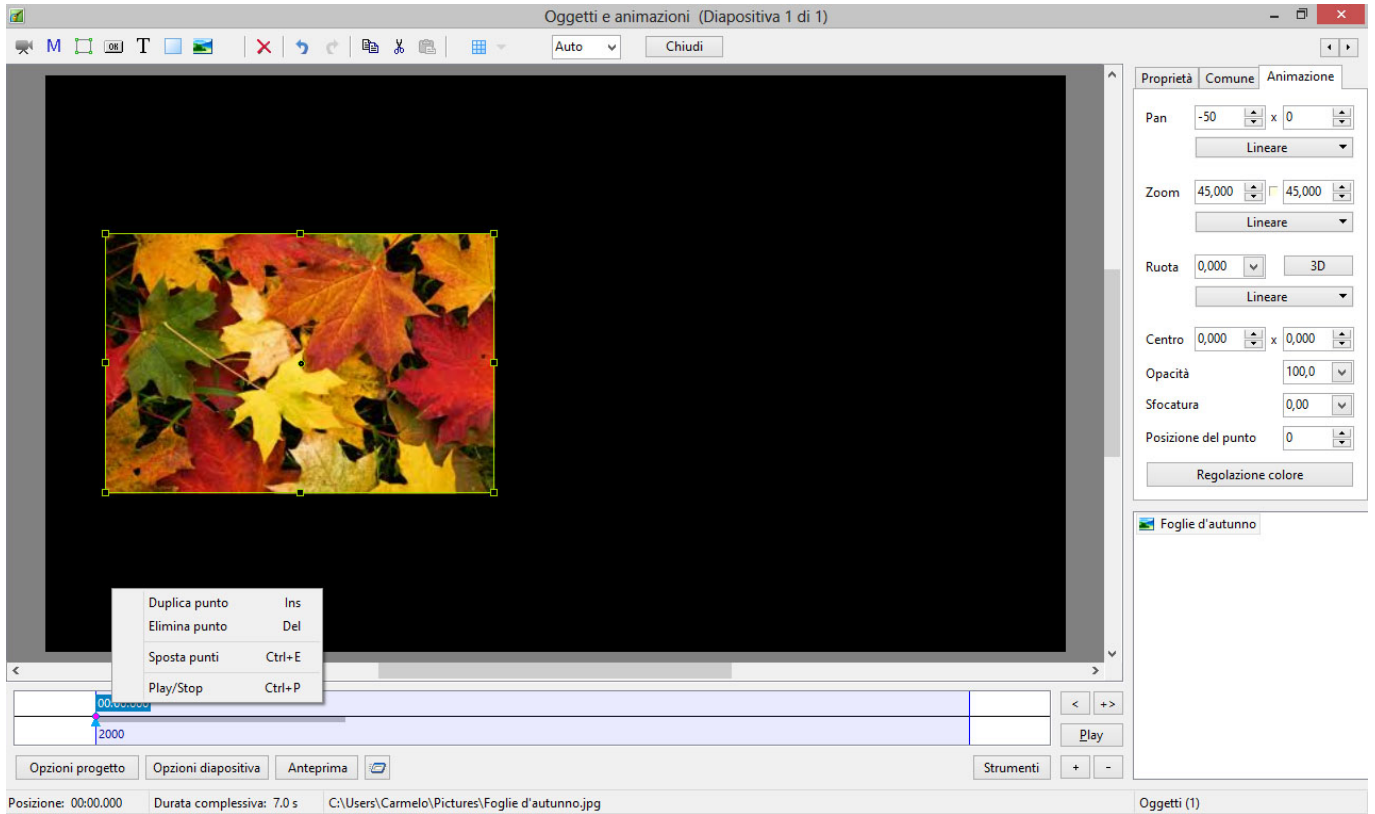 Oggetti e animazioni (Diapositiva 1 di 1)
M OK T Auto Chiudi
Proprietà Comune Animazione
Pan -50 x 0
Lineare
Zoom 45,000 45,000
Lineare
Ruota 0,000 3D
Lineare
Centro 0,000 x 0,000
Opacità 100,0
Sfocatura 0,00
Posizione del punto 0
Regolazione colore
Foglie d'autunno
Duplica punto Ins
Elimina punto Del
Sposta punti Ctrl+E
Play/Stop Ctrl+P
00:00.000
2000
< +>
Play
Opzioni progetto Opzioni diapositiva Anteprima Strumenti + -
Posizione: 00:00.000 Durata complessiva: 7.0 s C:\Users\Carmelo\Pictures\Foglie d'autunno.jpg Oggetti (1)